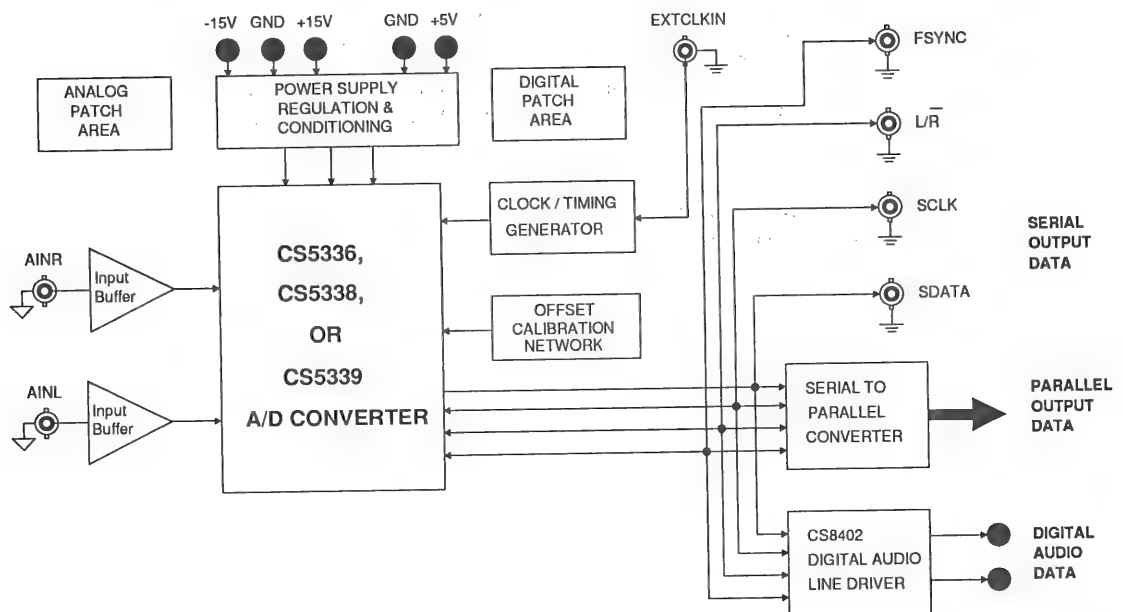 -15V GND +15V GND +5V
EXTCLKIN
FSYNC
ANALOG
PATCH
AREA
POWER SUPPLY
REGULATION &
CONDITIONING
DIGITAL
PATCH
AREA
L/R̅
CLOCK / TIMING
GENERATOR
SCLK
SERIAL
OUTPUT
DATA
AINR
Input
Buffer
CS5336,
CS5338,
OR
CS5339
A/D CONVERTER
OFFSET
CALIBRATION
NETWORK
SDATA
AINL
Input
Buffer
SERIAL TO
PARALLEL
CONVERTER
PARALLEL
OUTPUT
DATA
CS8402
DIGITAL AUDIO
LINE DRIVER
DIGITAL
AUDIO
DATA